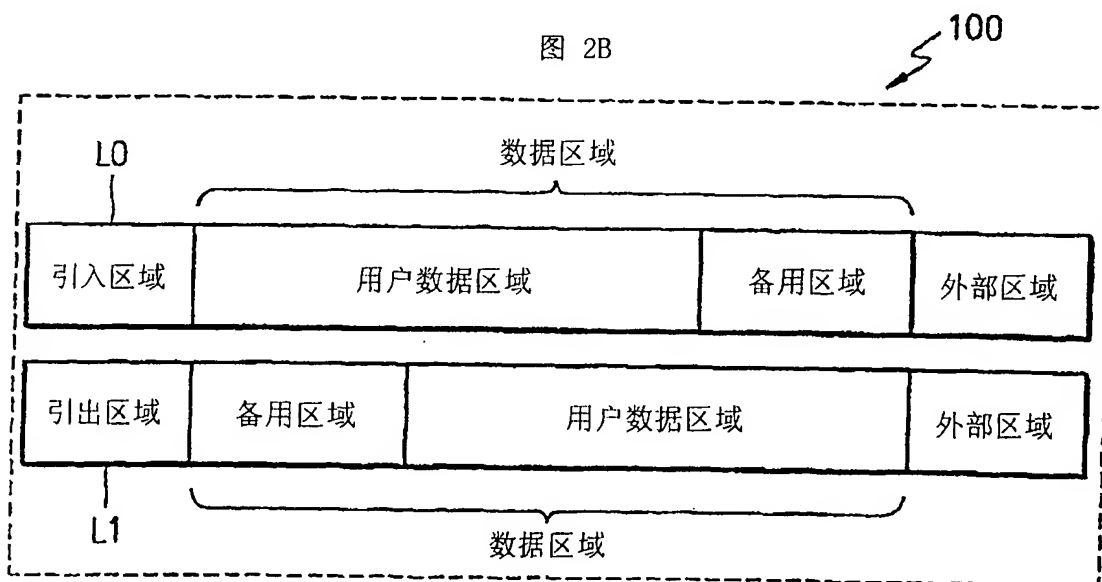 图 2B
100
数据区域
L0
引入区域 用户数据区域 备用区域 外部区域
引出区域 备用区域 用户数据区域 外部区域
L1
数据区域